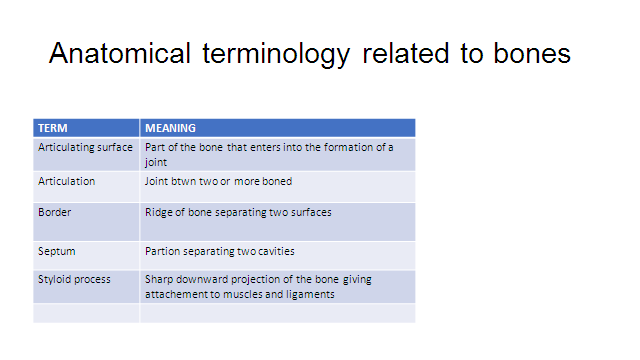 Anatomical terminology related to bones
TERM MEANING
Articulating surface Part of the bone that enters into the formation of a
joint
Articulation Joint btwn two or more boned
Border Ridge of bone separating two surfaces
Septum Partion separating two cavities
Styloid process Sharp downward projection of the bone giving
attachement to muscles and ligaments